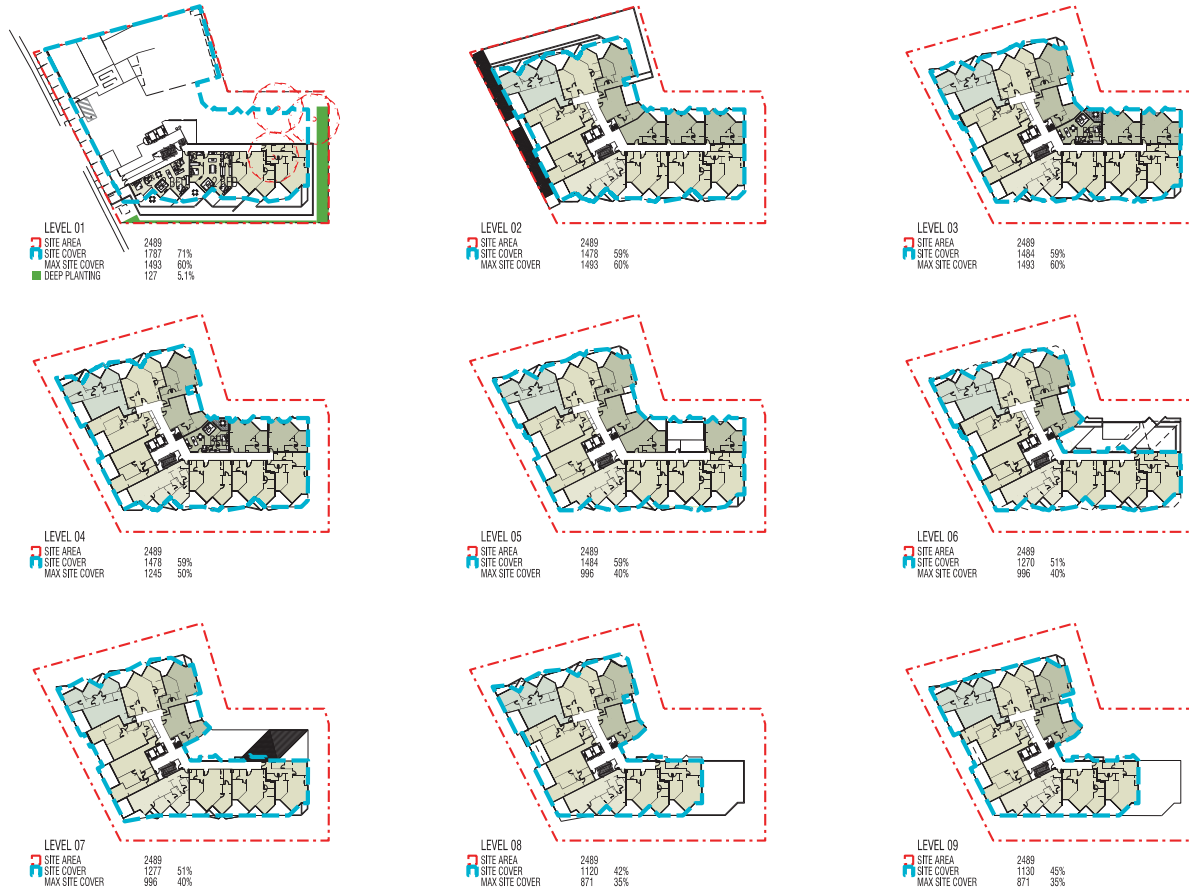 LEVEL 01
SITE AREA 2489
SITE COVER 1787 71%
MAX SITE COVER 1493 60%
DEEP PLANTING 127 5.1%
LEVEL 02
SITE AREA 2489
SITE COVER 1478 59%
MAX SITE COVER 1493 60%
LEVEL 03
SITE AREA 2489
SITE COVER 1484 59%
MAX SITE COVER 1493 60%
LEVEL 04
SITE AREA 2489
SITE COVER 1478 59%
MAX SITE COVER 1245 50%
LEVEL 05
SITE AREA 2489
SITE COVER 1484 59%
MAX SITE COVER 996 40%
LEVEL 06
SITE AREA 2489
SITE COVER 1270 51%
MAX SITE COVER 996 40%
LEVEL 07
SITE AREA 2489
SITE COVER 1277 51%
MAX SITE COVER 996 40%
LEVEL 08
SITE AREA 2489
SITE COVER 1120 42%
MAX SITE COVER 871 35%
LEVEL 09
SITE AREA 2489
SITE COVER 1130 45%
MAX SITE COVER 871 35%